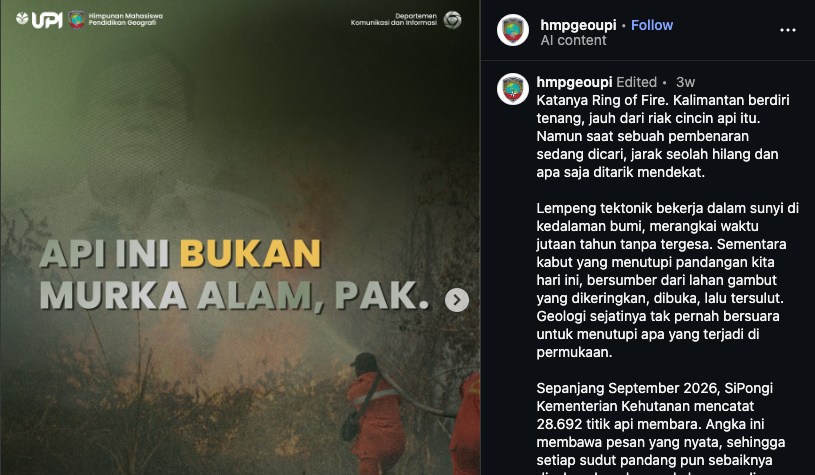 UPI
Himpunan Mahasiswa
Pendidikan Geografi
Departemen
Komunikasi dan Informasi
API INI BUKAN
MURKA ALAM, PAK.
hmpgeoupi • Follow
AI content
hmpgeoupi Edited • 3w
Katanya Ring of Fire. Kalimantan berdiri
tenang, jauh dari riak cincin api itu.
Namun saat sebuah pembenaran
sedang dicari, jarak seolah hilang dan
apa saja ditarik mendekat.
Lempeng tektonik bekerja dalam sunyi di
kedalaman bumi, merangkai waktu
jutaan tahun tanpa tergesa. Sementara
kabut yang menutupi pandangan kita
hari ini, bersumber dari lahan gambut
yang dikeringkan, dibuka, lalu tersulut.
Geologi sejatinya tak pernah bersuara
untuk menutupi apa yang terjadi di
permukaan.
Sepanjang September 2026, SiPongi
Kementerian Kehutanan mencatat
28.692 titik api membara. Angka ini
membawa pesan yang nyata, sehingga
setiap sudut pandang pun sebaiknya